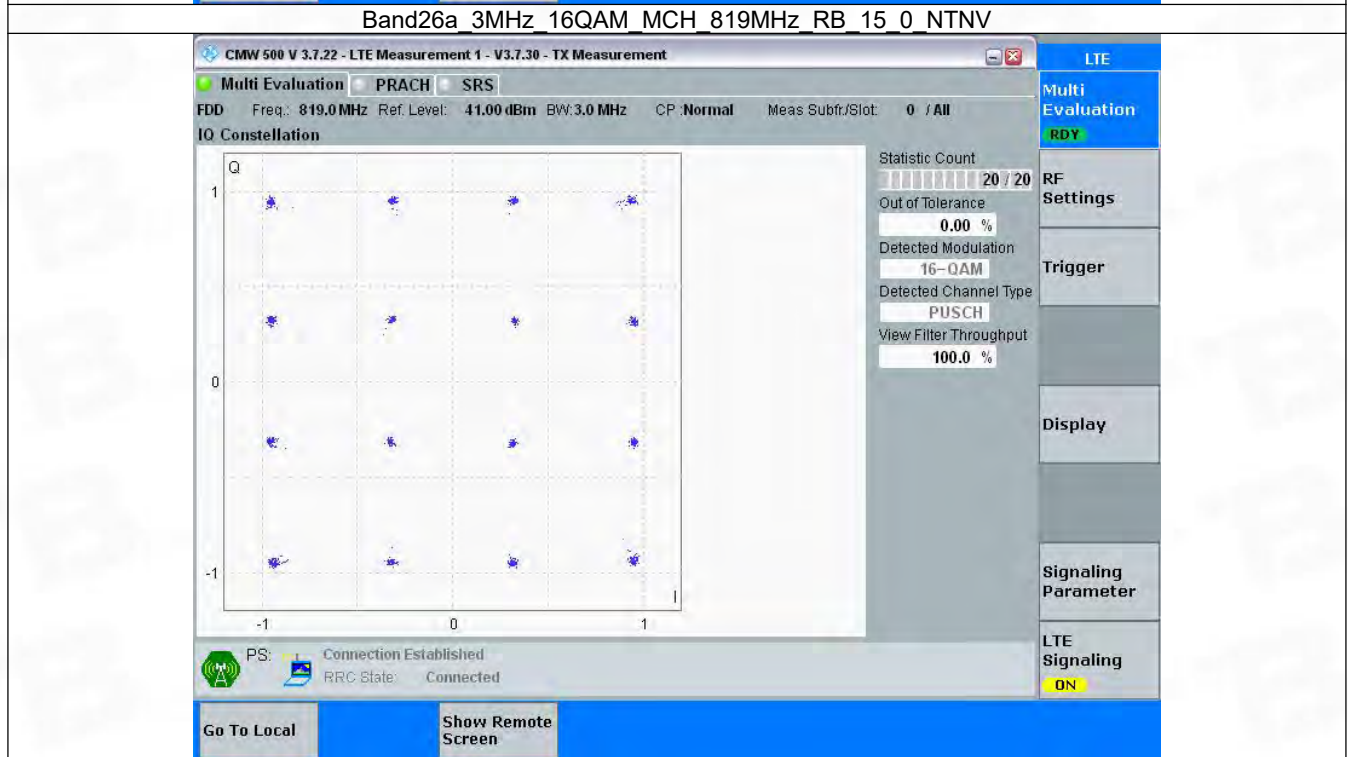 Band26a_3MHz_16QAM_MCH_819MHz_RB_15_0_NTNV
CMW 500 V 3.7.22 - LTE Measurement 1 - V3.7.30 - TX Measurement
LTE
Multi Evaluation PRACH SRS
Multi
Evaluation
RDY
FDD Freq.: 819.0 MHz Ref. Level: 41.00 dBm BW: 3.0 MHz CP :Normal Meas Subfr./Slot: 0 / All
IQ Constellation
Q
1
0
-1
I
-1 0 1
Statistic Count
20 / 20
Out of Tolerance
0.00 %
Detected Modulation
16-QAM
Detected Channel Type
PUSCH
View Filter Throughput
100.0 %
RF
Settings
Trigger
Display
Signaling
Parameter
LTE
Signaling
ON
PS: Connection Established
RRC State: Connected
Go To Local
Show Remote
Screen